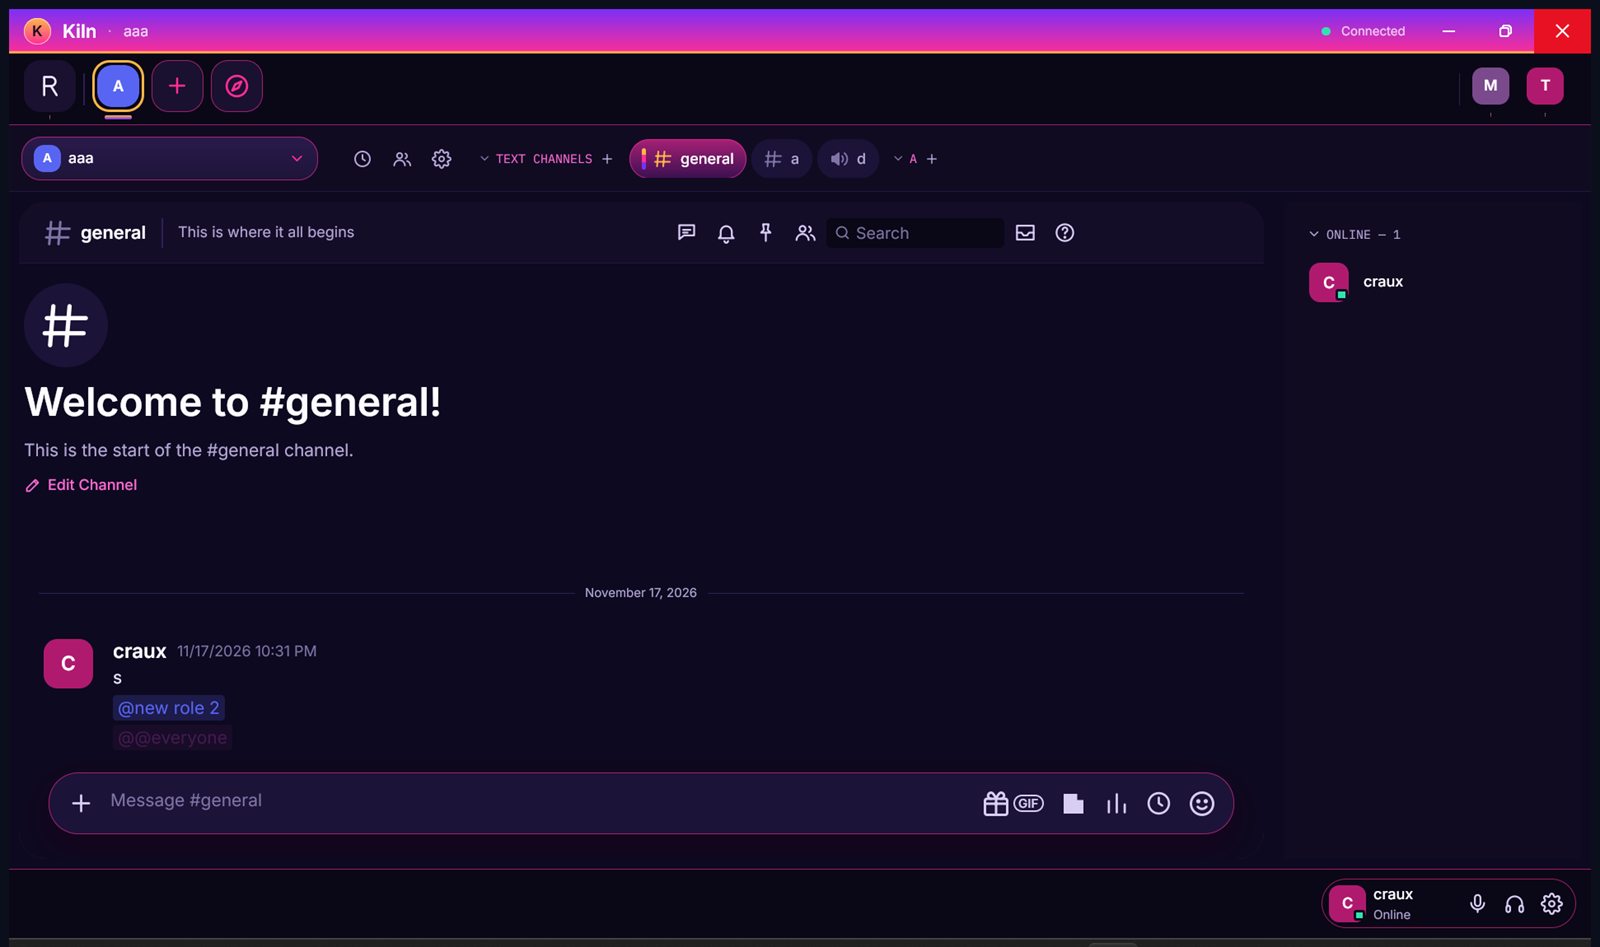 K Kiln · aaa
Connected
R
A
M
T
A aaa
TEXT CHANNELS
general
a
d
A
general
This is where it all begins
Search
ONLINE — 1
C craux
Welcome to #general!
This is the start of the #general channel.
Edit Channel
November 17, 2026
C
craux 11/17/2026 10:31 PM
s
@new role 2
@@everyone
Message #general
GIF
C
craux
Online